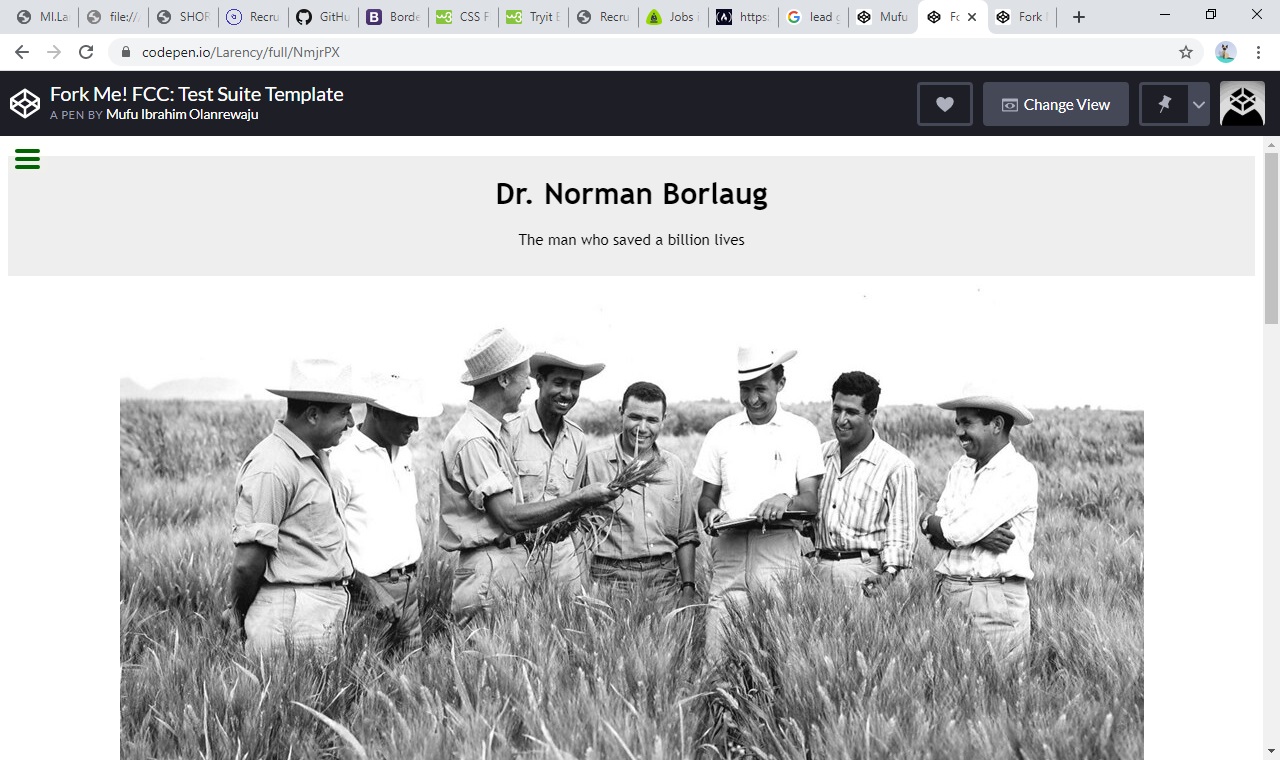 MI.La
file:///
SHOR
Recru
GitHu
Borde
CSS F
Tryit E
Recru
Jobs i
https:
lead g
Mufu
Fo
Fork
codepen.io/Larency/full/NmjrPX
Fork Me! FCC: Test Suite Template
A PEN BY Mufu Ibrahim Olanrewaju
Change View
Dr. Norman Borlaug
The man who saved a billion lives